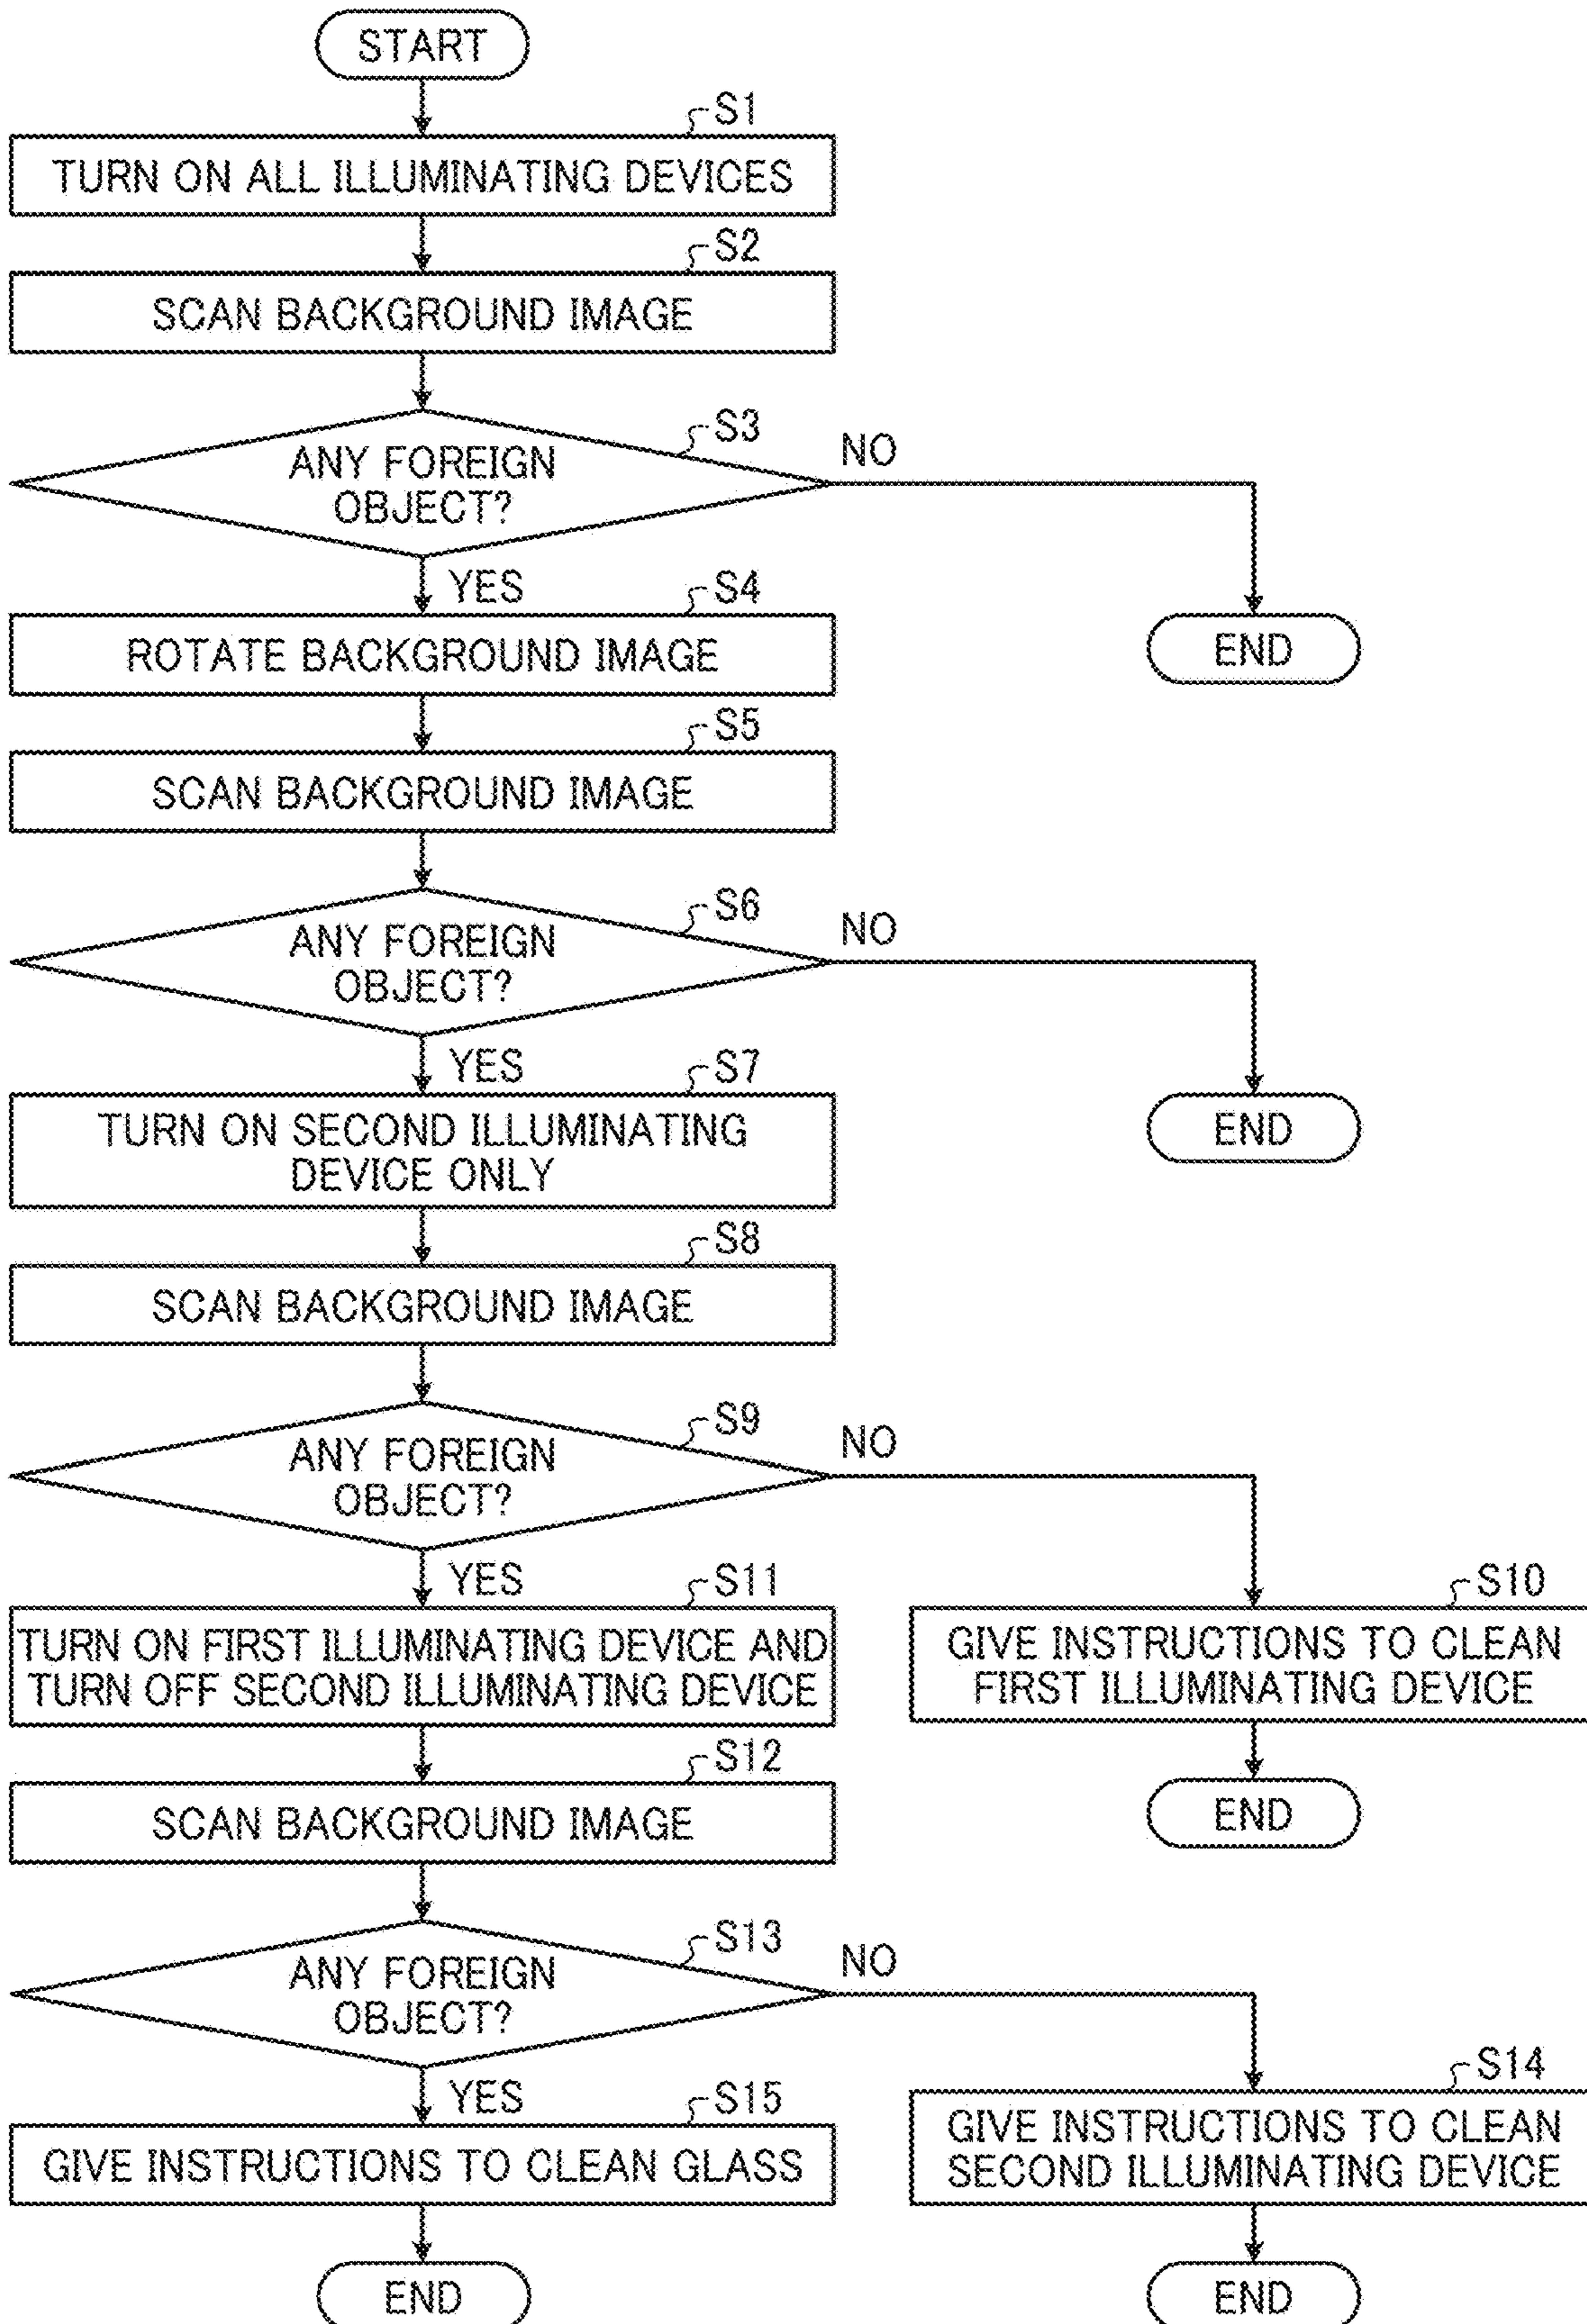 START
S1
TURN ON ALL ILLUMINATING DEVICES
S2
SCAN BACKGROUND IMAGE
S3
ANY FOREIGN
OBJECT?
NO
YES
END
S4
ROTATE BACKGROUND IMAGE
S5
SCAN BACKGROUND IMAGE
S6
ANY FOREIGN
OBJECT?
NO
YES
END
S7
TURN ON SECOND ILLUMINATING
DEVICE ONLY
S8
SCAN BACKGROUND IMAGE
S9
ANY FOREIGN
OBJECT?
NO
YES
S10
GIVE INSTRUCTIONS TO CLEAN
FIRST ILLUMINATING DEVICE
END
S11
TURN ON FIRST ILLUMINATING DEVICE AND
TURN OFF SECOND ILLUMINATING DEVICE
S12
SCAN BACKGROUND IMAGE
S13
ANY FOREIGN
OBJECT?
NO
YES
S14
GIVE INSTRUCTIONS TO CLEAN
SECOND ILLUMINATING DEVICE
END
S15
GIVE INSTRUCTIONS TO CLEAN GLASS
END